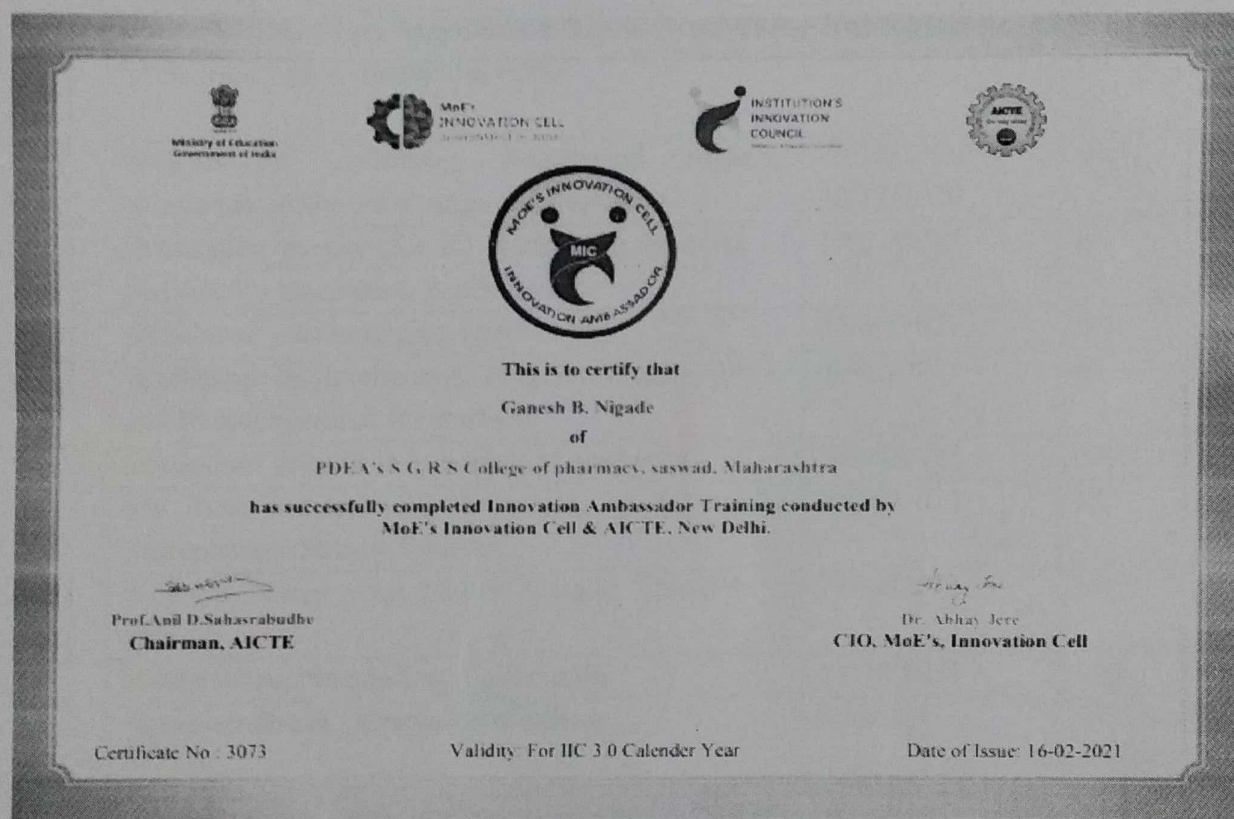 Ministry of Education
Government of India
MoE's
INNOVATION CELL
INSTITUTION'S
INNOVATION
COUNCIL
AICTE
MOE'S INNOVATION CELL
MIC
INNOVATION AMBASSADOR
This is to certify that
Ganesh B. Nigade
of
PDEA's S G R S College of pharmacy, saswad, Maharashtra
has successfully completed Innovation Ambassador Training conducted by
MoE's Innovation Cell & AICTE, New Delhi.
Prof.Anil D.Sahasrabudhe
Chairman, AICTE
Dr. Abhay Jere
CIO, MoE's, Innovation Cell
Certificate No : 3073
Validity: For IIC 3.0 Calender Year
Date of Issue: 16-02-2021